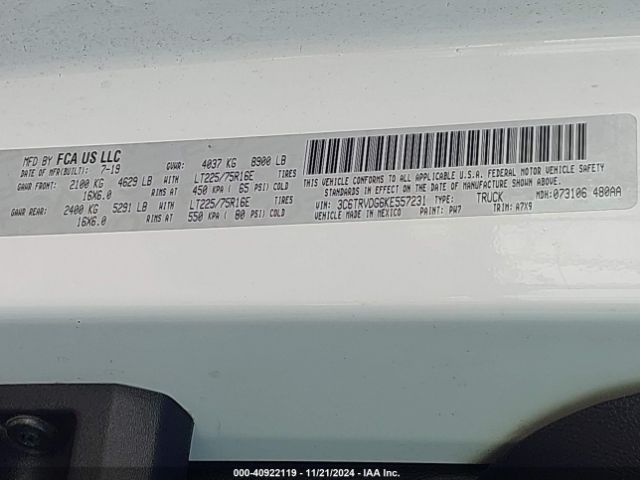 MFD BY FCA US LLC
DATE OF MFR(BUILT): 7-19 GVWR: 4037 KG 8900 LB
GAWR FRONT: 2100 KG 4629 LB WITH LT225/75R16E TIRES
16X6.0 RIMS AT 450 KPA ( 65 PSI) COLD
GAWR REAR: 2400 KG 5291 LB WITH LT225/75R16E TIRES
16X6.0 RIMS AT 550 KPA ( 80 PSI) COLD
THIS VEHICLE CONFORMS TO ALL APPLICABLE U.S.A. FEDERAL MOTOR VEHICLE SAFETY
STANDARDS IN EFFECT ON THE DATE OF MANUFACTURE SHOWN ABOVE.
VIN: 3C6TRVDG6KE557231 TYPE: TRUCK MDH: 073106 480AA
VEHICLE MADE IN MEXICO PAINT: PW7 TRIM: A7X9
000-40922119 - 11/21/2024 - IAA Inc.